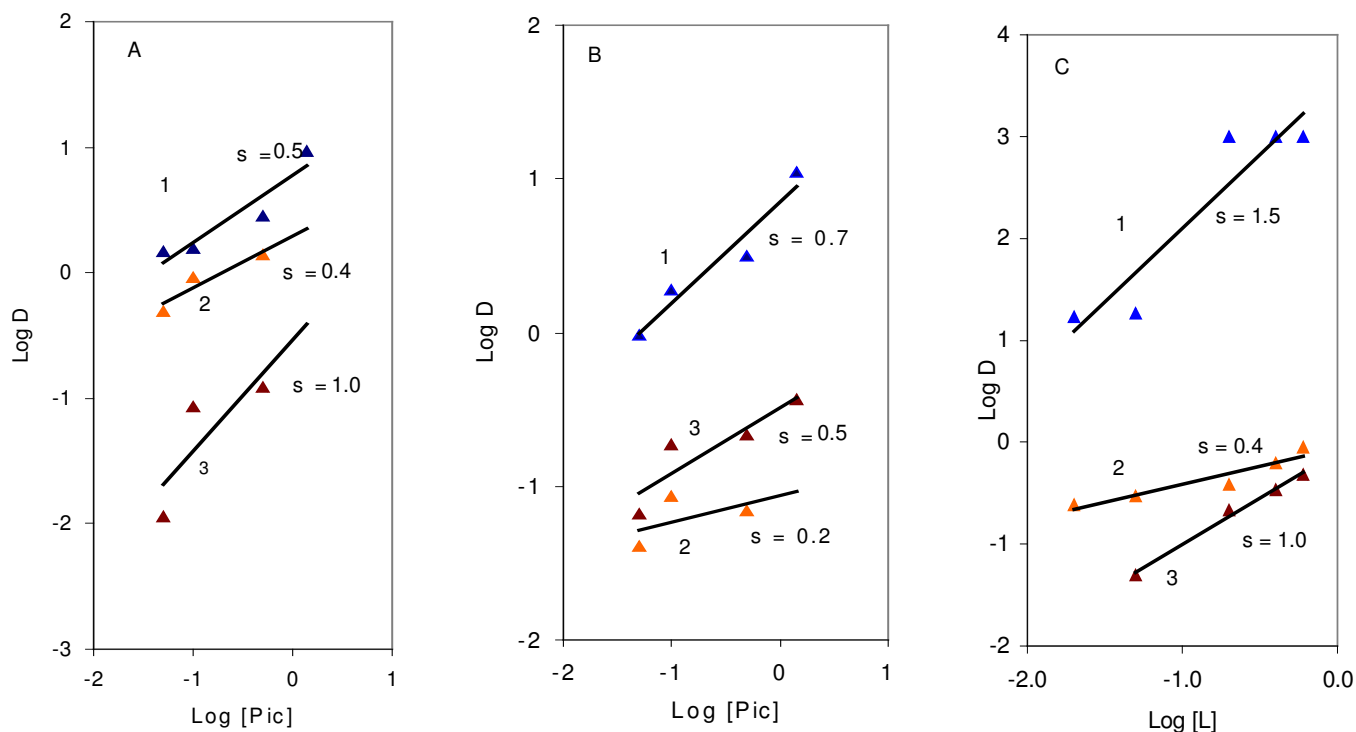 A
2
1
0
-1
-2
-3
Log D
1
s = 0.5
2
s = 0.4
3
s = 1.0
-2
-1
0
1
Log [Pic]
B
2
1
0
-1
-2
Log D
1
s = 0.7
3
s = 0.5
2
s = 0.2
-2
-1
0
1
Log [Pic]
C
4
3
2
1
0
-1
-2
Log D
1
s = 1.5
2
s = 0.4
3
s = 1.0
-2.0
-1.0
0.0
Log [L]